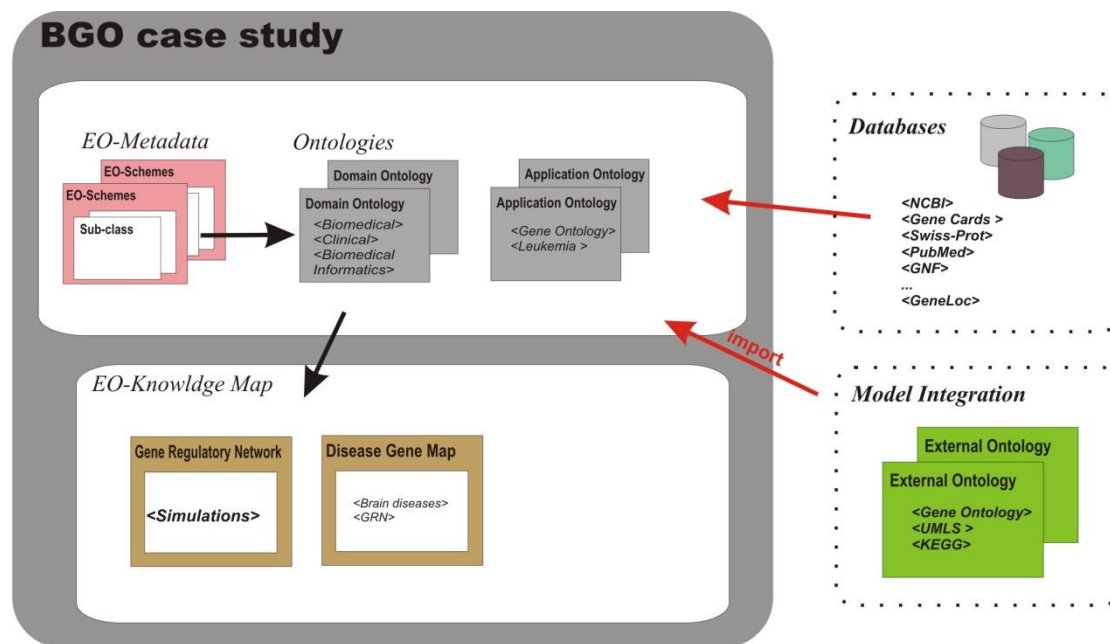 BGO case study
EO-Metadata
EO-Schemes
EO-Schemes
Sub-class
Ontologies
Domain Ontology
Domain Ontology
<Biomedical>
<Clinical>
<Biomedical
Informatics>
Application Ontology
Application Ontology
<Gene Ontology>
<Leukemia >
Databases
<NCBI>
<Gene Cards >
<Swiss-Prot>
<PubMed>
<GNF>
...
<GeneLoc>
import
EO-Knowldge Map
Gene Regulatory Network
<Simulations>
Disease Gene Map
<Brain diseases>
<GRN>
Model Integration
External Ontology
External Ontology
<Gene Ontology>
<UMLS >
<KEGG>